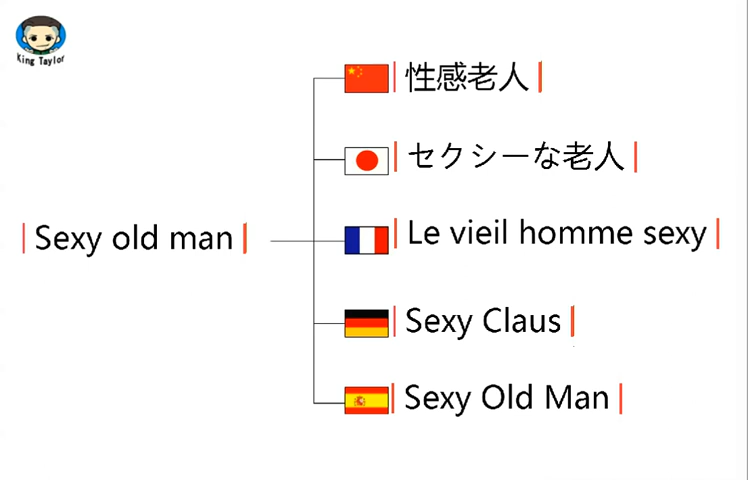 King Taylor
性感老人
セクシーな老人
Sexy old man
Le vieil homme sexy
Sexy Claus
Sexy Old Man